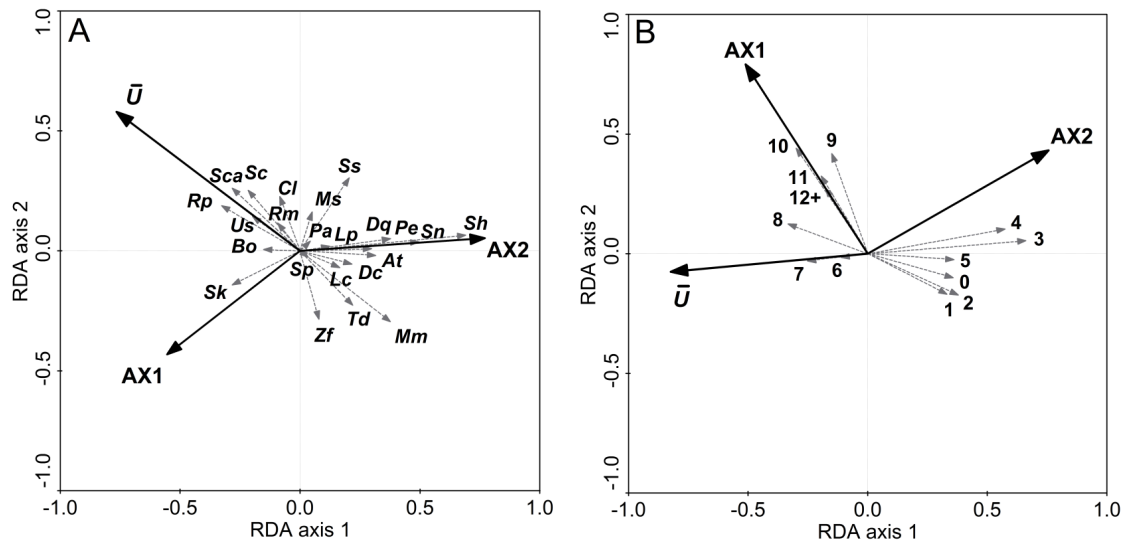 A
1.0
0.5
0.0
-0.5
-1.0
RDA axis 2
Ū
Sca
Sc
Cl
Ss
Rp
Rm
Ms
Us
Pa
Lp
Dq
Pe
Sn
Sh
Bo
AX2
Sp
At
Lc
Dc
Sk
Zf
Td
Mm
AX1
-1.0
-0.5
0.0
0.5
1.0
RDA axis 1
B
1.0
0.5
0.0
-0.5
-1.0
RDA axis 2
AX1
AX2
10
9
11
12+
8
4
3
5
7
6
0
Ū
1
2
-1.0
-0.5
0.0
0.5
1.0
RDA axis 1